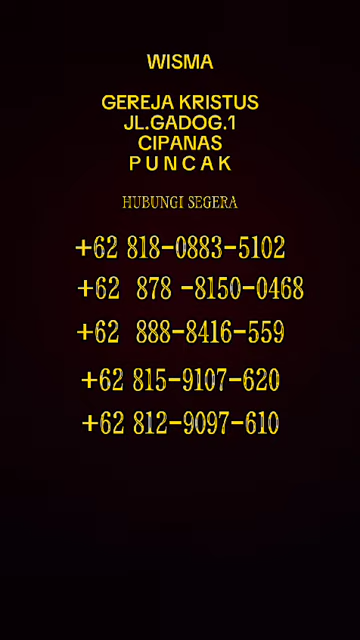 WISMA
GEREJA KRISTUS
JL.GADOG.1
CIPANAS
P U N C A K
HUBUNGI SEGERA
+62 818-0883-5102
+62 878 -8150-0468
+62 888-8416-559
+62 815-9107-620
+62 812-9097-610